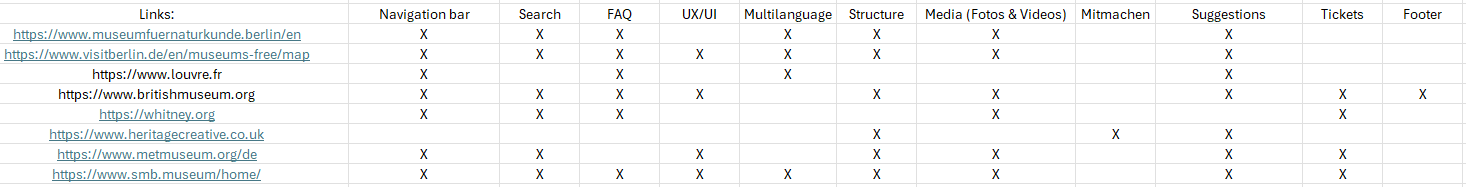 Links: Navigation bar Search FAQ UX/UI Multilanguage Structure Media (Fotos & Videos) Mitmachen Suggestions Tickets Footer
https://www.museumfuernaturkunde.berlin/en X X X X X X X
https://www.visitberlin.de/en/museums-free/map X X X X X X X X
https://www.louvre.fr X X X X
https://www.britishmuseum.org X X X X X X X X X
https://whitney.org X X X X X
https://www.heritagecreative.co.uk X X X
https://www.metmuseum.org/de X X X X X X X
https://www.smb.museum/home/ X X X X X X X X X